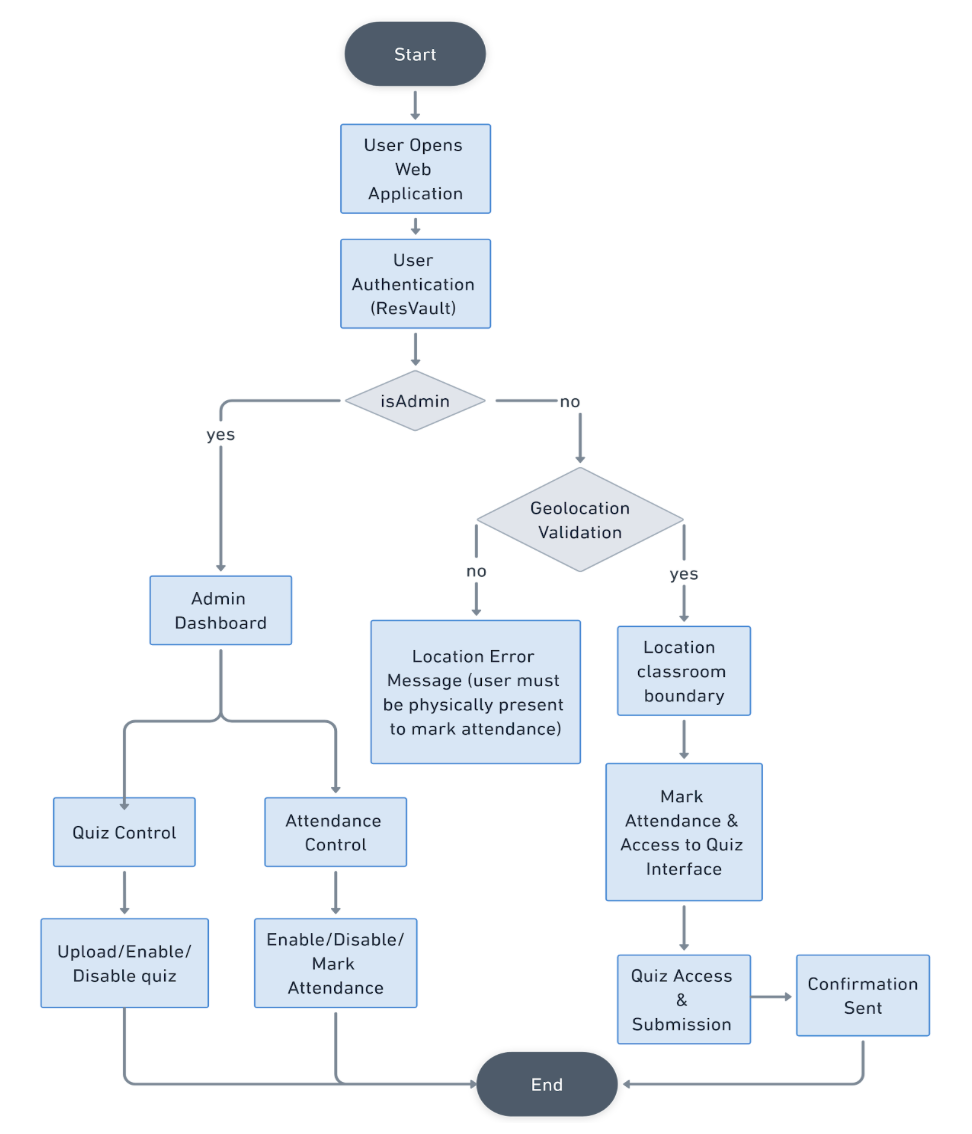 Start
User Opens
Web
Application
User
Authentication
(ResVault)
isAdmin
no
yes
Geolocation
Validation
no
yes
Admin
Dashboard
Location Error
Message (user must
be physically present
to mark attendance)
Location
classroom
boundary
Quiz Control
Attendance
Control
Mark
Attendance &
Access to Quiz
Interface
Upload/Enable/
Disable quiz
Enable/Disable/
Mark
Attendance
Quiz Access
&
Submission
Confirmation
Sent
End